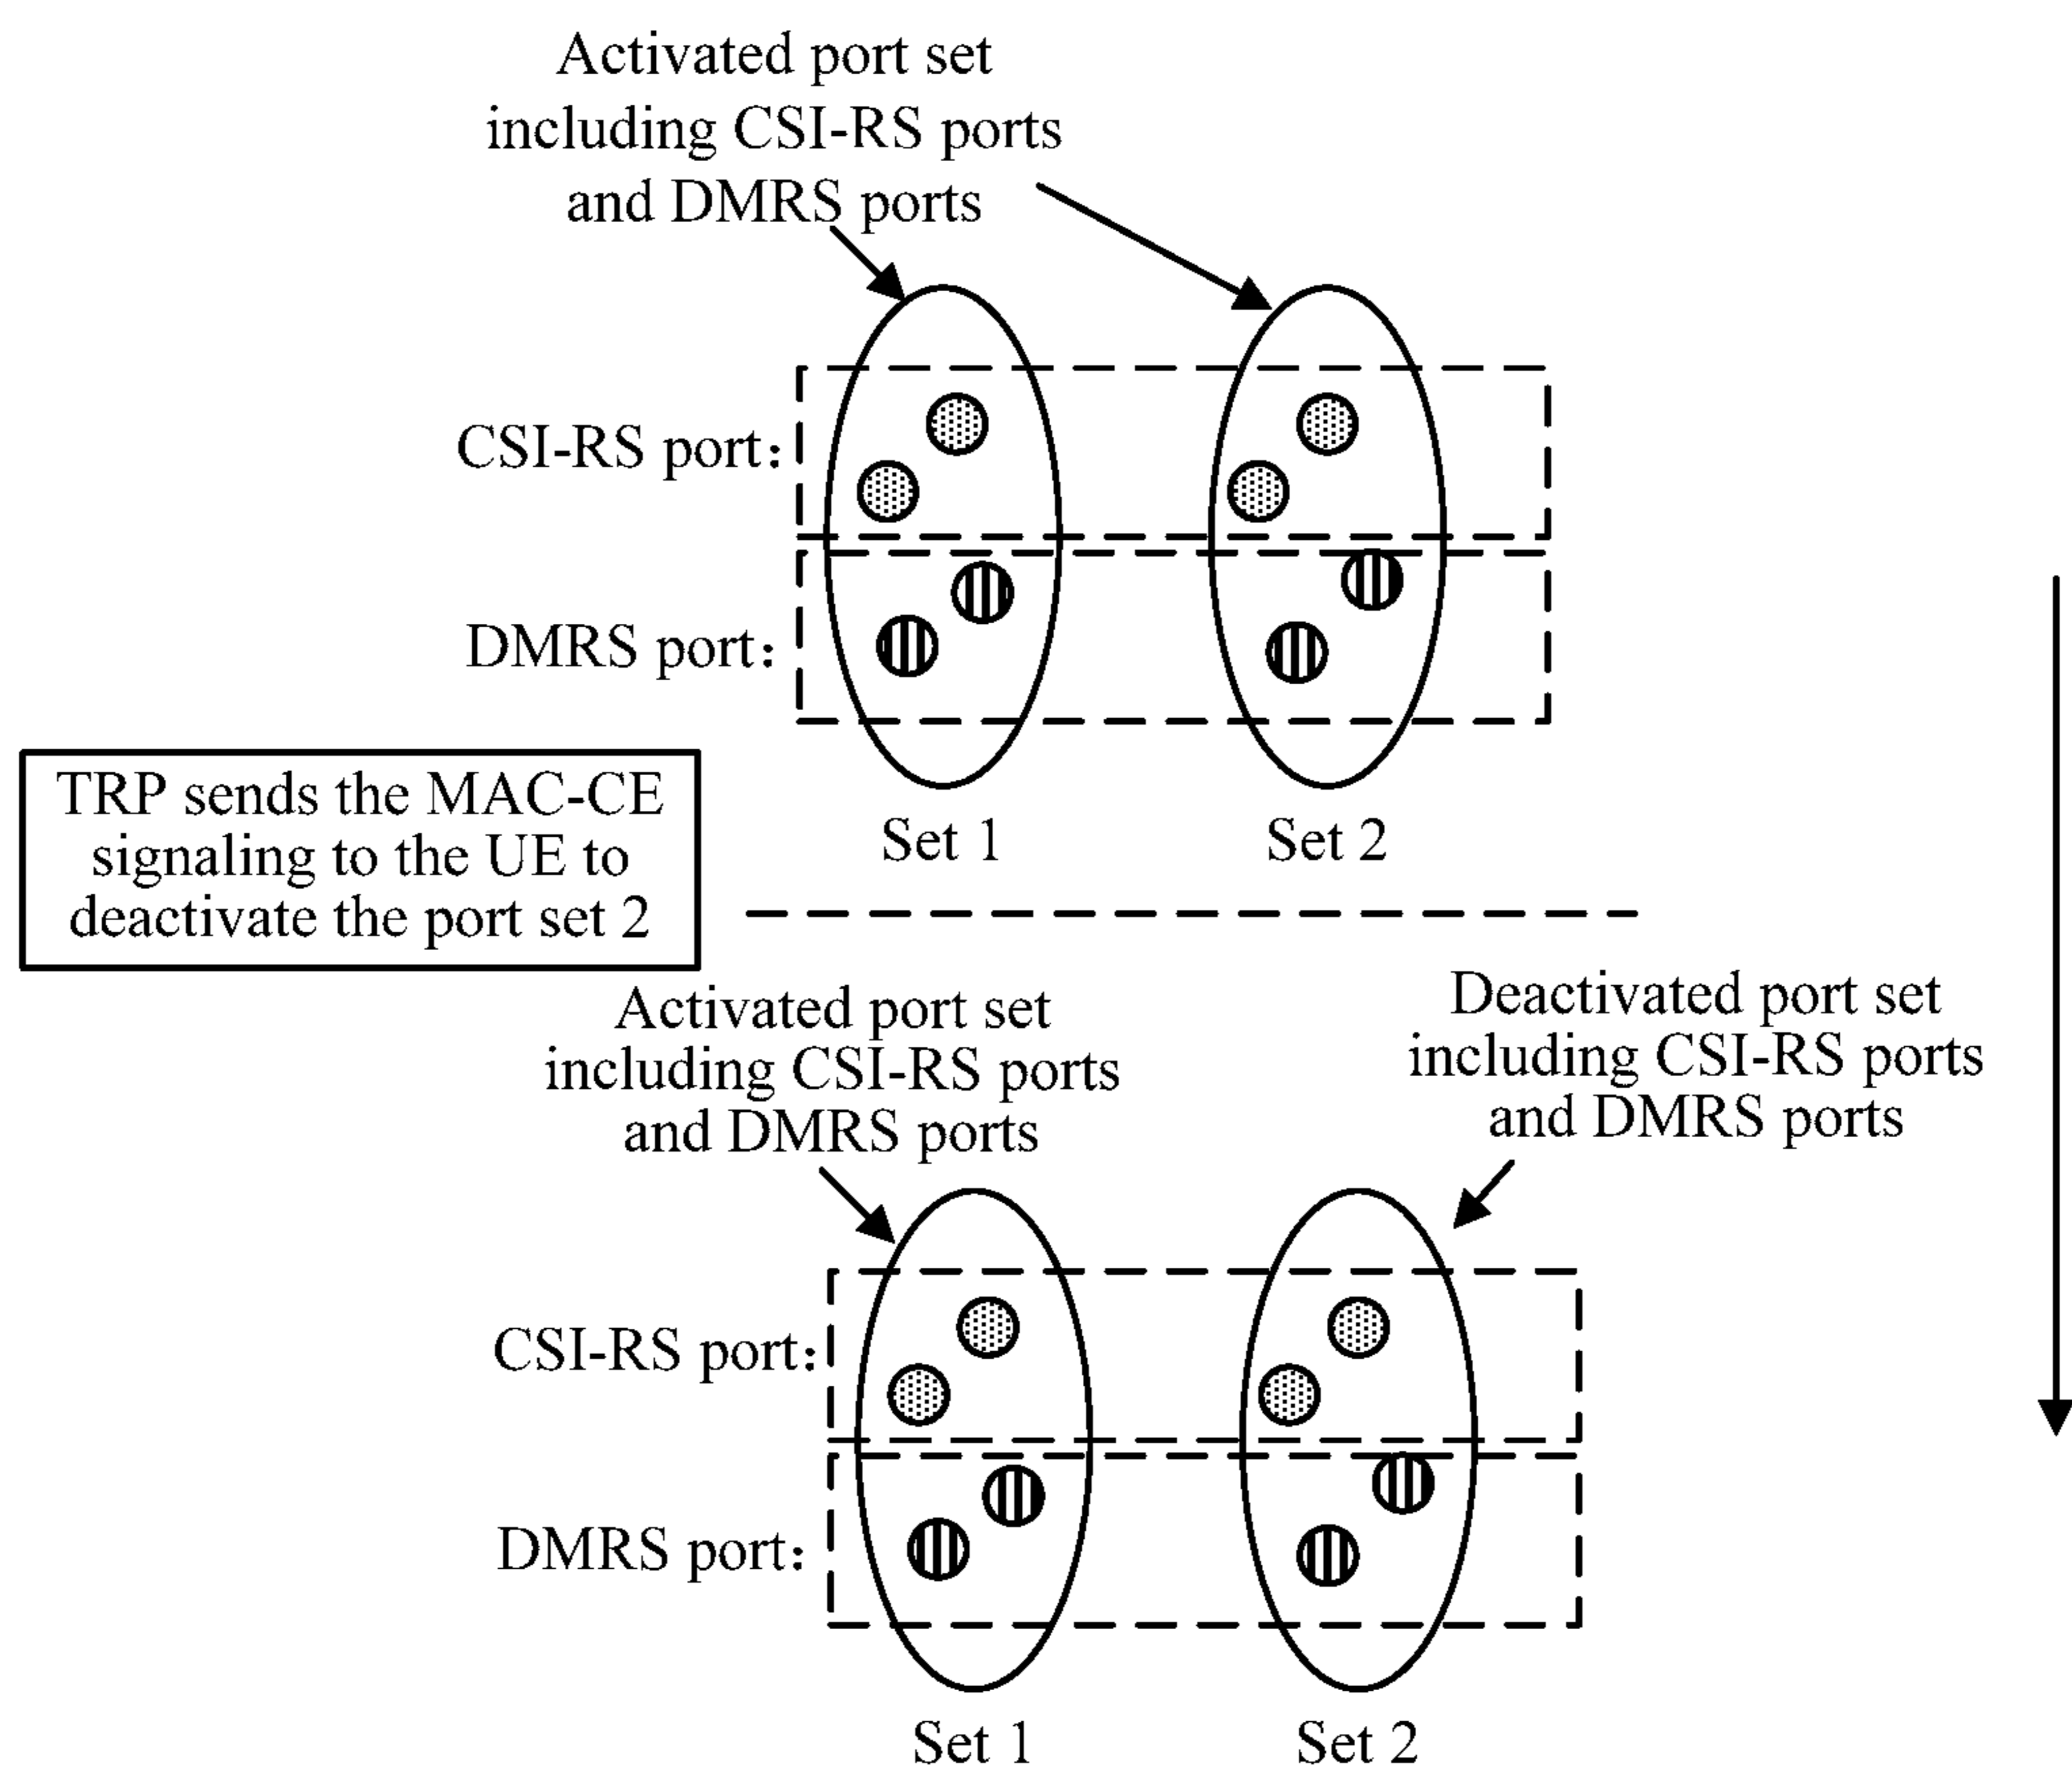 Activated port set
including CSI-RS ports
and DMRS ports
CSI-RS port:
DMRS port:
Set 1
Set 2
TRP sends the MAC-CE
signaling to the UE to
deactivate the port set 2
Activated port set
including CSI-RS ports
and DMRS ports
Deactivated port set
including CSI-RS ports
and DMRS ports
CSI-RS port:
DMRS port:
Set 1
Set 2